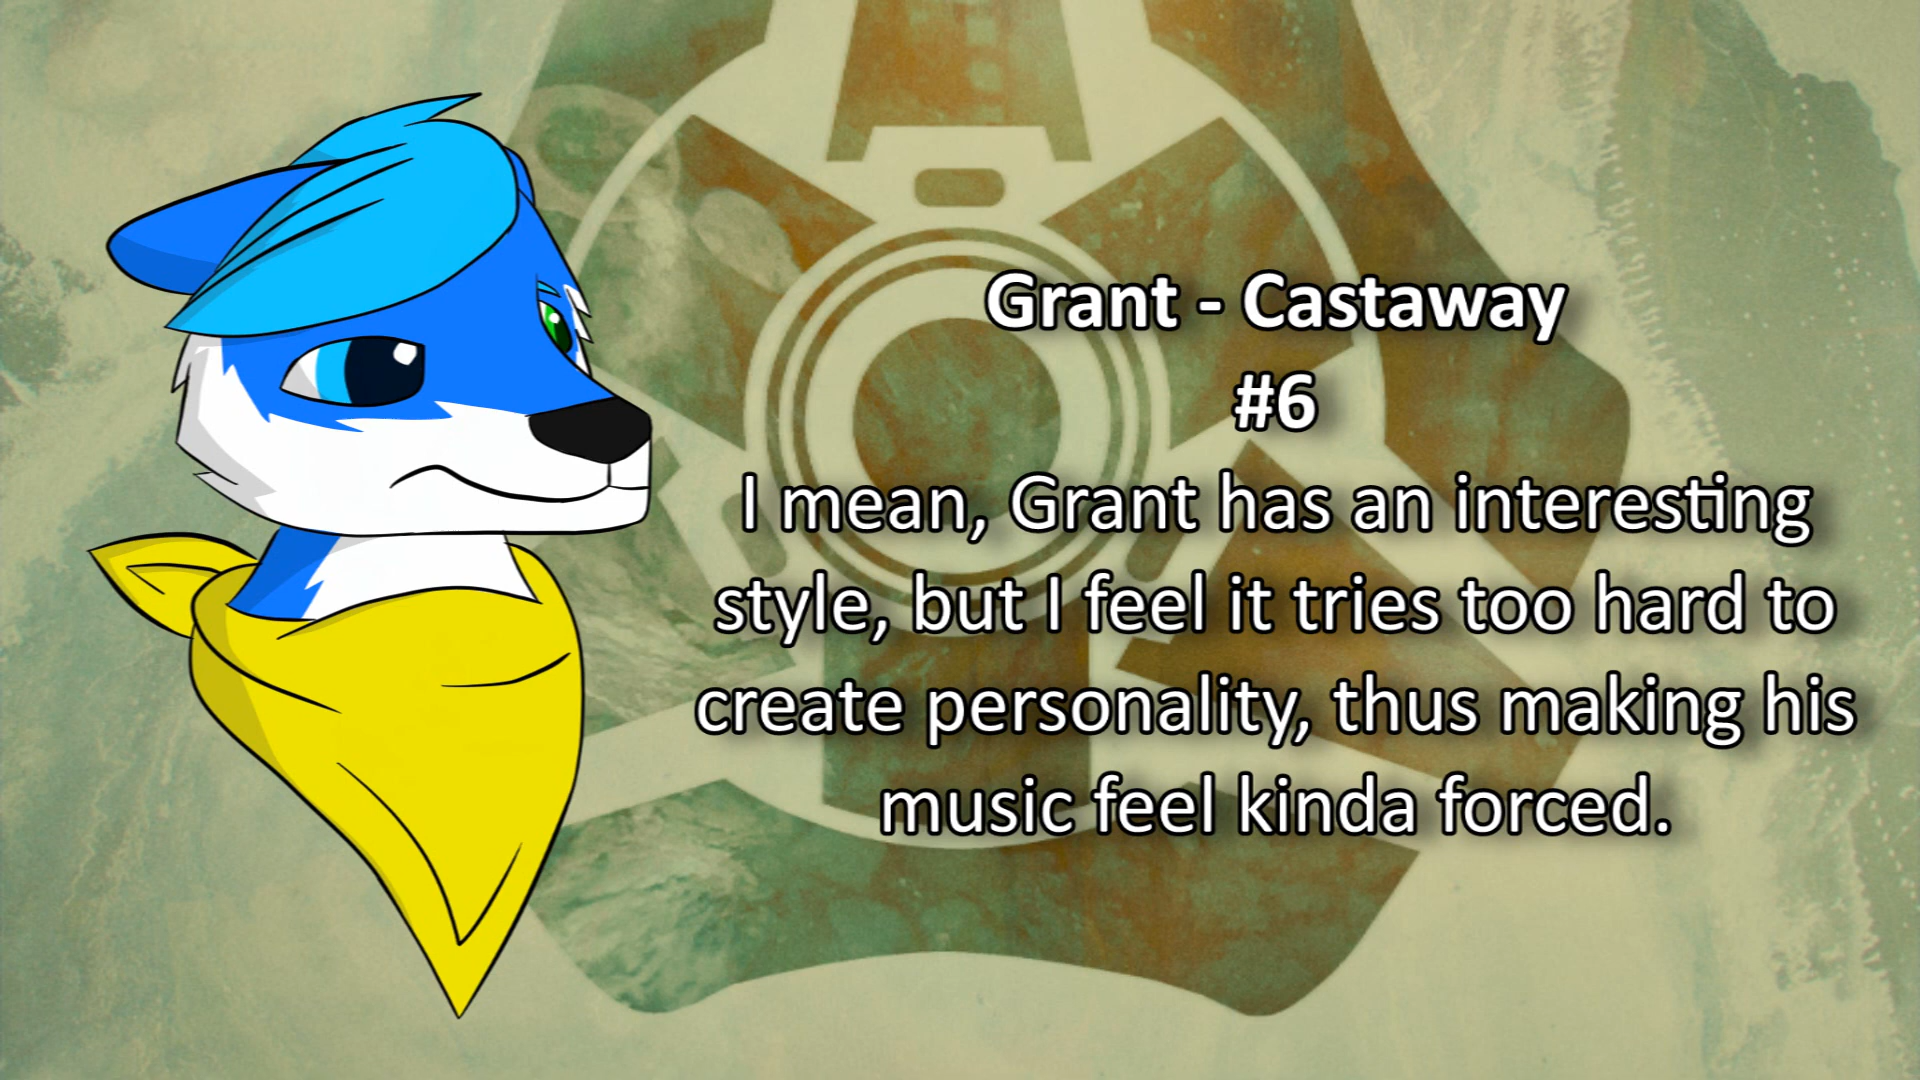 Grant - Castaway
#6
I mean, Grant has an interesting
style, but I feel it tries too hard to
create personality, thus making his
music feel kinda forced.